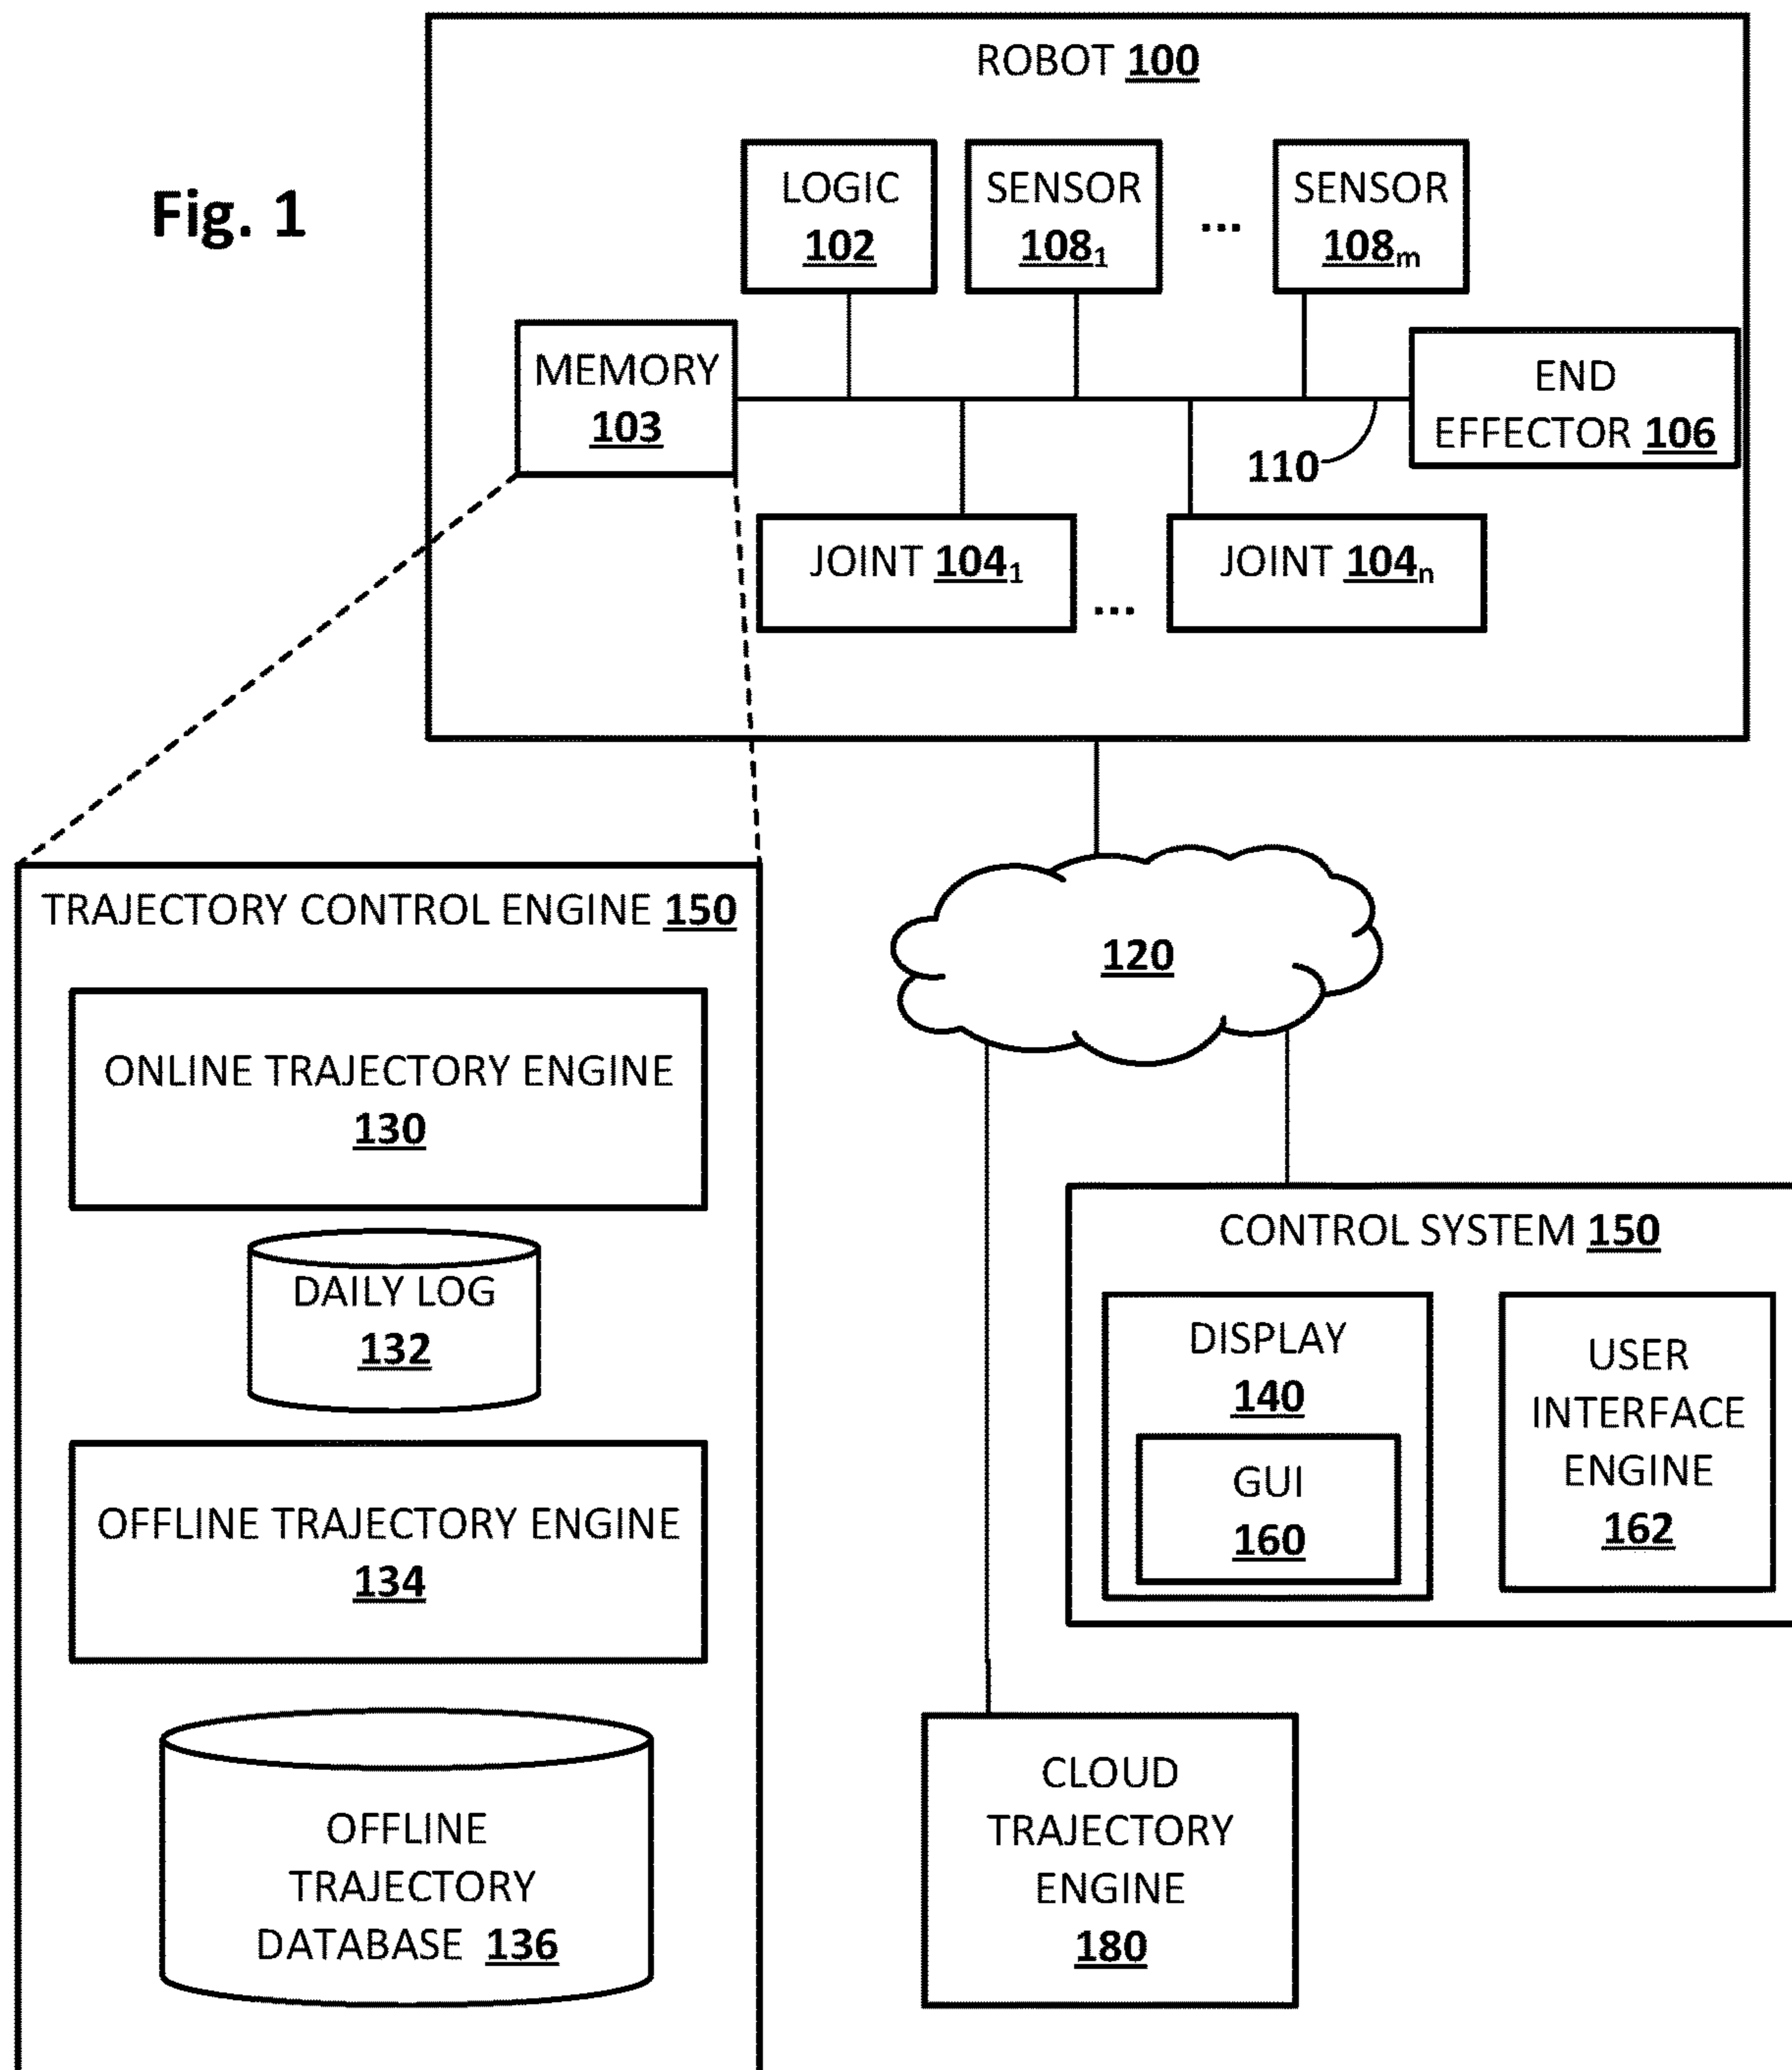 Fig. 1
ROBOT 100
LOGIC
102
SENSOR
108₁
...
SENSOR
108ₘ
MEMORY
103
END
EFFECTOR 106
110
JOINT 104₁
...
JOINT 104ₙ
TRAJECTORY CONTROL ENGINE 150
ONLINE TRAJECTORY ENGINE
130
DAILY LOG
132
OFFLINE TRAJECTORY ENGINE
134
OFFLINE
TRAJECTORY
DATABASE 136
120
CONTROL SYSTEM 150
DISPLAY
140
GUI
160
USER
INTERFACE
ENGINE
162
CLOUD
TRAJECTORY
ENGINE
180